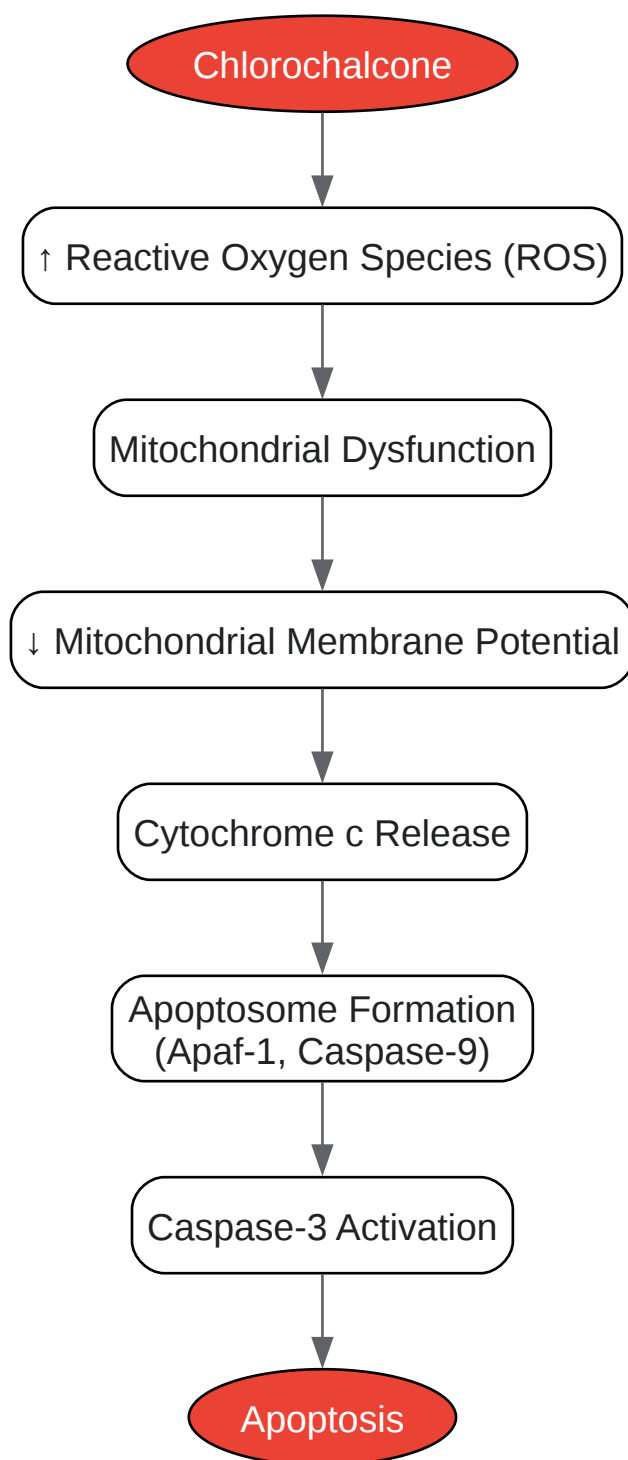 Chlorochalcone
↑ Reactive Oxygen Species (ROS)
Mitochondrial Dysfunction
↓ Mitochondrial Membrane Potential
Cytochrome c Release
Apoptosome Formation
(Apaf-1, Caspase-9)
Caspase-3 Activation
Apoptosis